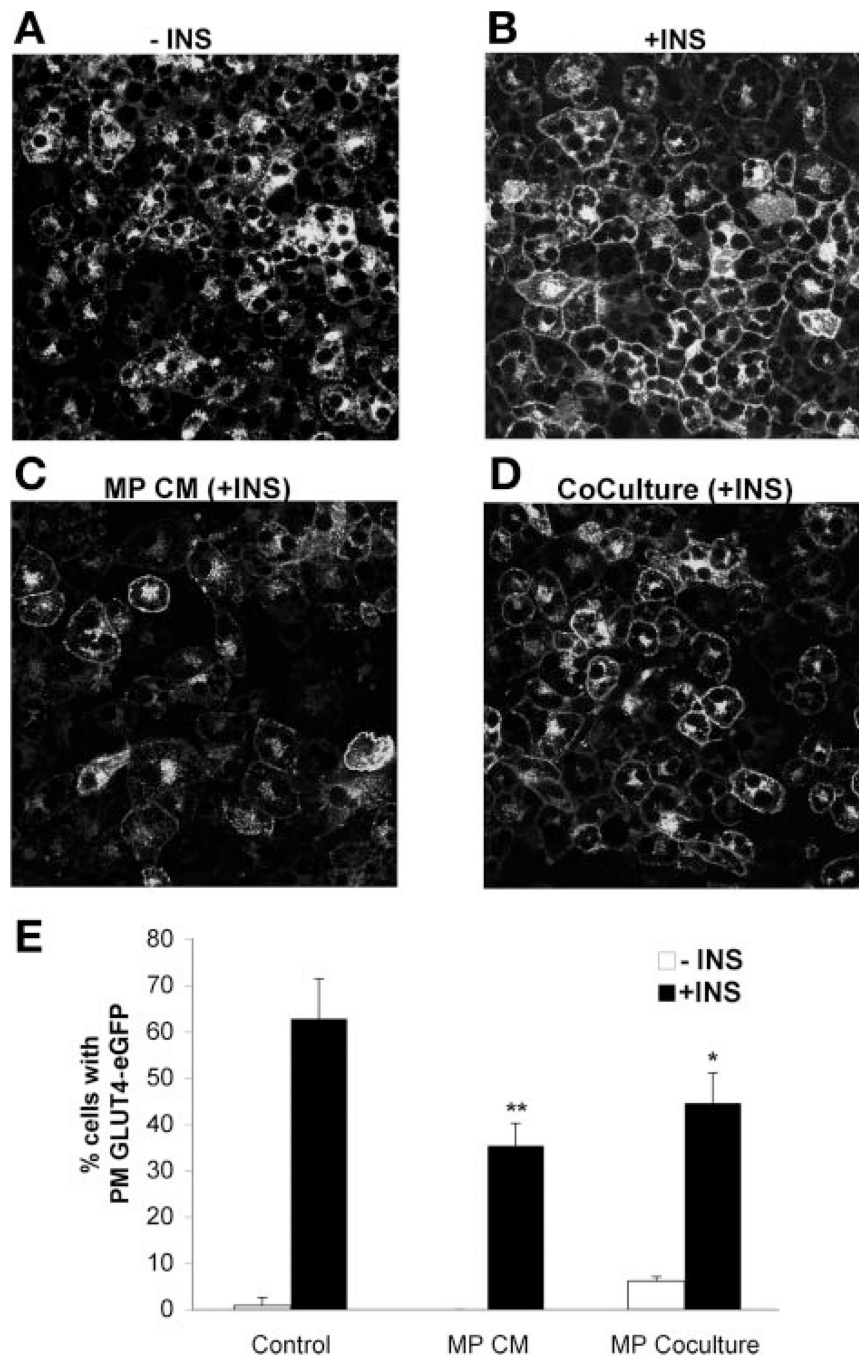 A
- INS
B
+INS
C
MP CM (+INS)
D
CoCulture (+INS)
E
% cells with
PM GLUT4-eGFP
80
70
60
50
40
30
20
10
0
- INS
+INS
**
*
Control
MP CM
MP Coculture